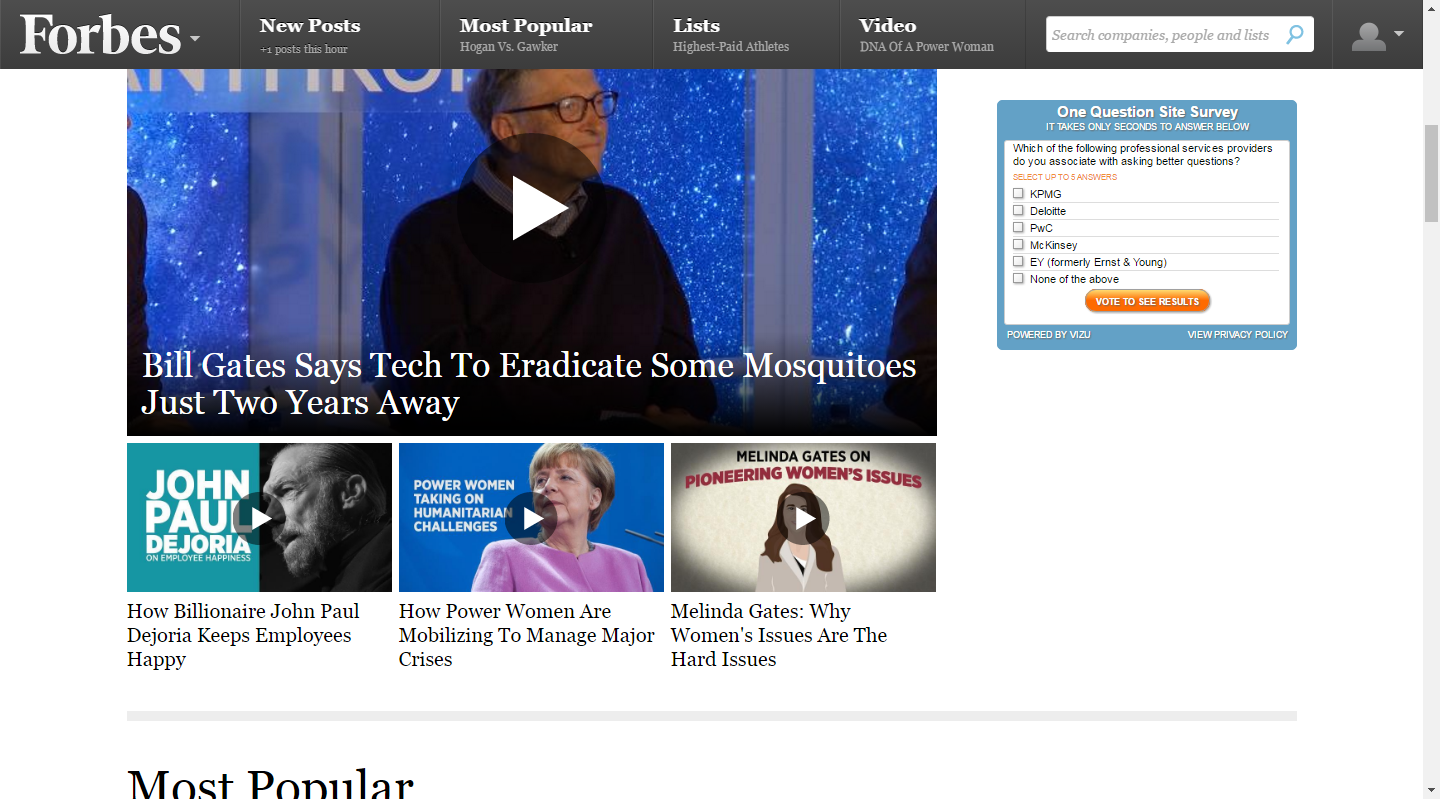 Forbes
New Posts
+1 posts this hour
Most Popular
Hogan Vs. Gawker
Lists
Highest-Paid Athletes
Video
DNA Of A Power Woman
Search companies, people and lists
Bill Gates Says Tech To Eradicate Some Mosquitoes
Just Two Years Away
One Question Site Survey
IT TAKES ONLY SECONDS TO ANSWER BELOW
Which of the following professional services providers
do you associate with asking better questions?
SELECT UP TO 5 ANSWERS
KPMG
Deloitte
PwC
McKinsey
EY (formerly Ernst & Young)
None of the above
VOTE TO SEE RESULTS
POWERED BY VIZU
VIEW PRIVACY POLICY
JOHN
PAUL
DEJORIA
ON EMPLOYEE HAPPINESS
How Billionaire John Paul
Dejoria Keeps Employees
Happy
POWER WOMEN
TAKING ON
HUMANITARIAN
CHALLENGES
How Power Women Are
Mobilizing To Manage Major
Crises
MELINDA GATES ON
PIONEERING WOMEN'S ISSUES
Melinda Gates: Why
Women's Issues Are The
Hard Issues
Most Popular